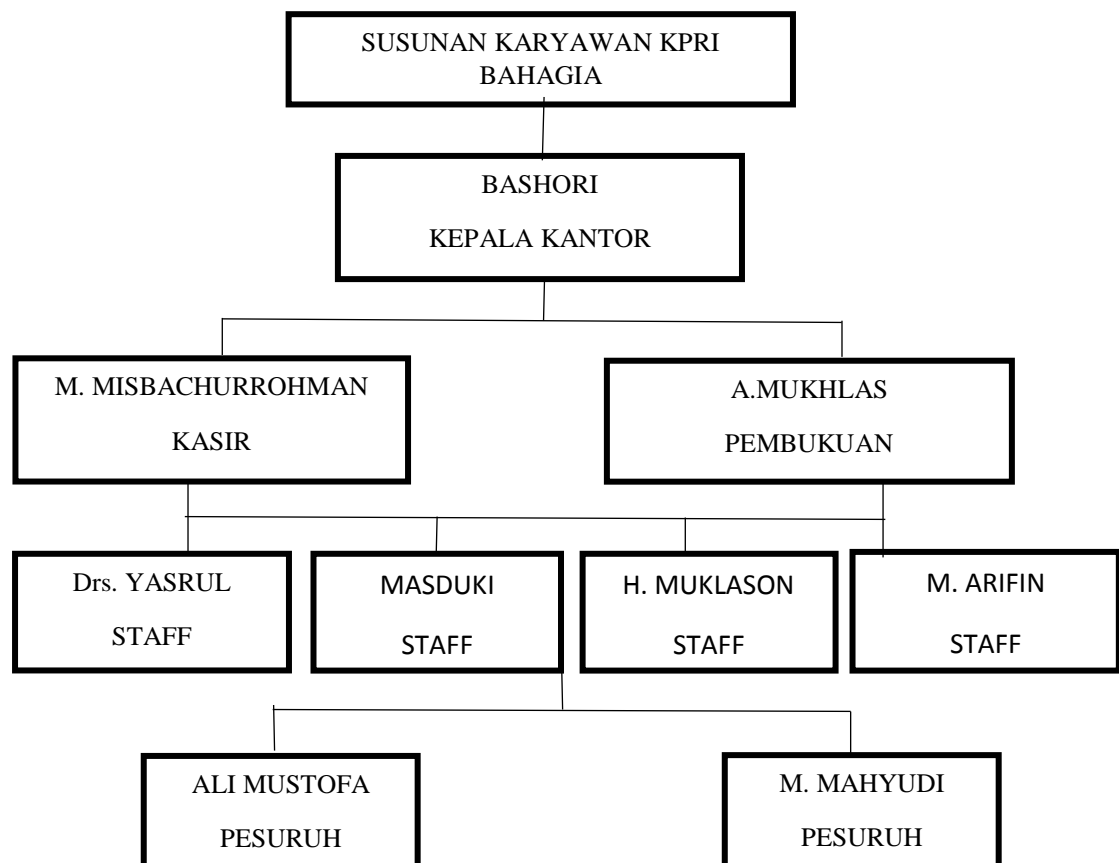 SUSUNAN KARYAWAN KPRI
BAHAGIA
BASHORI
KEPALA KANTOR
M. MISBACHURROHMAN
KASIR
A.MUKHLAS
PEMBUKUAN
Drs. YASRUL
STAFF
MASDUKI
STAFF
H. MUKLASON
STAFF
M. ARIFIN
STAFF
ALI MUSTOFA
PESURUH
M. MAHYUDI
PESURUH